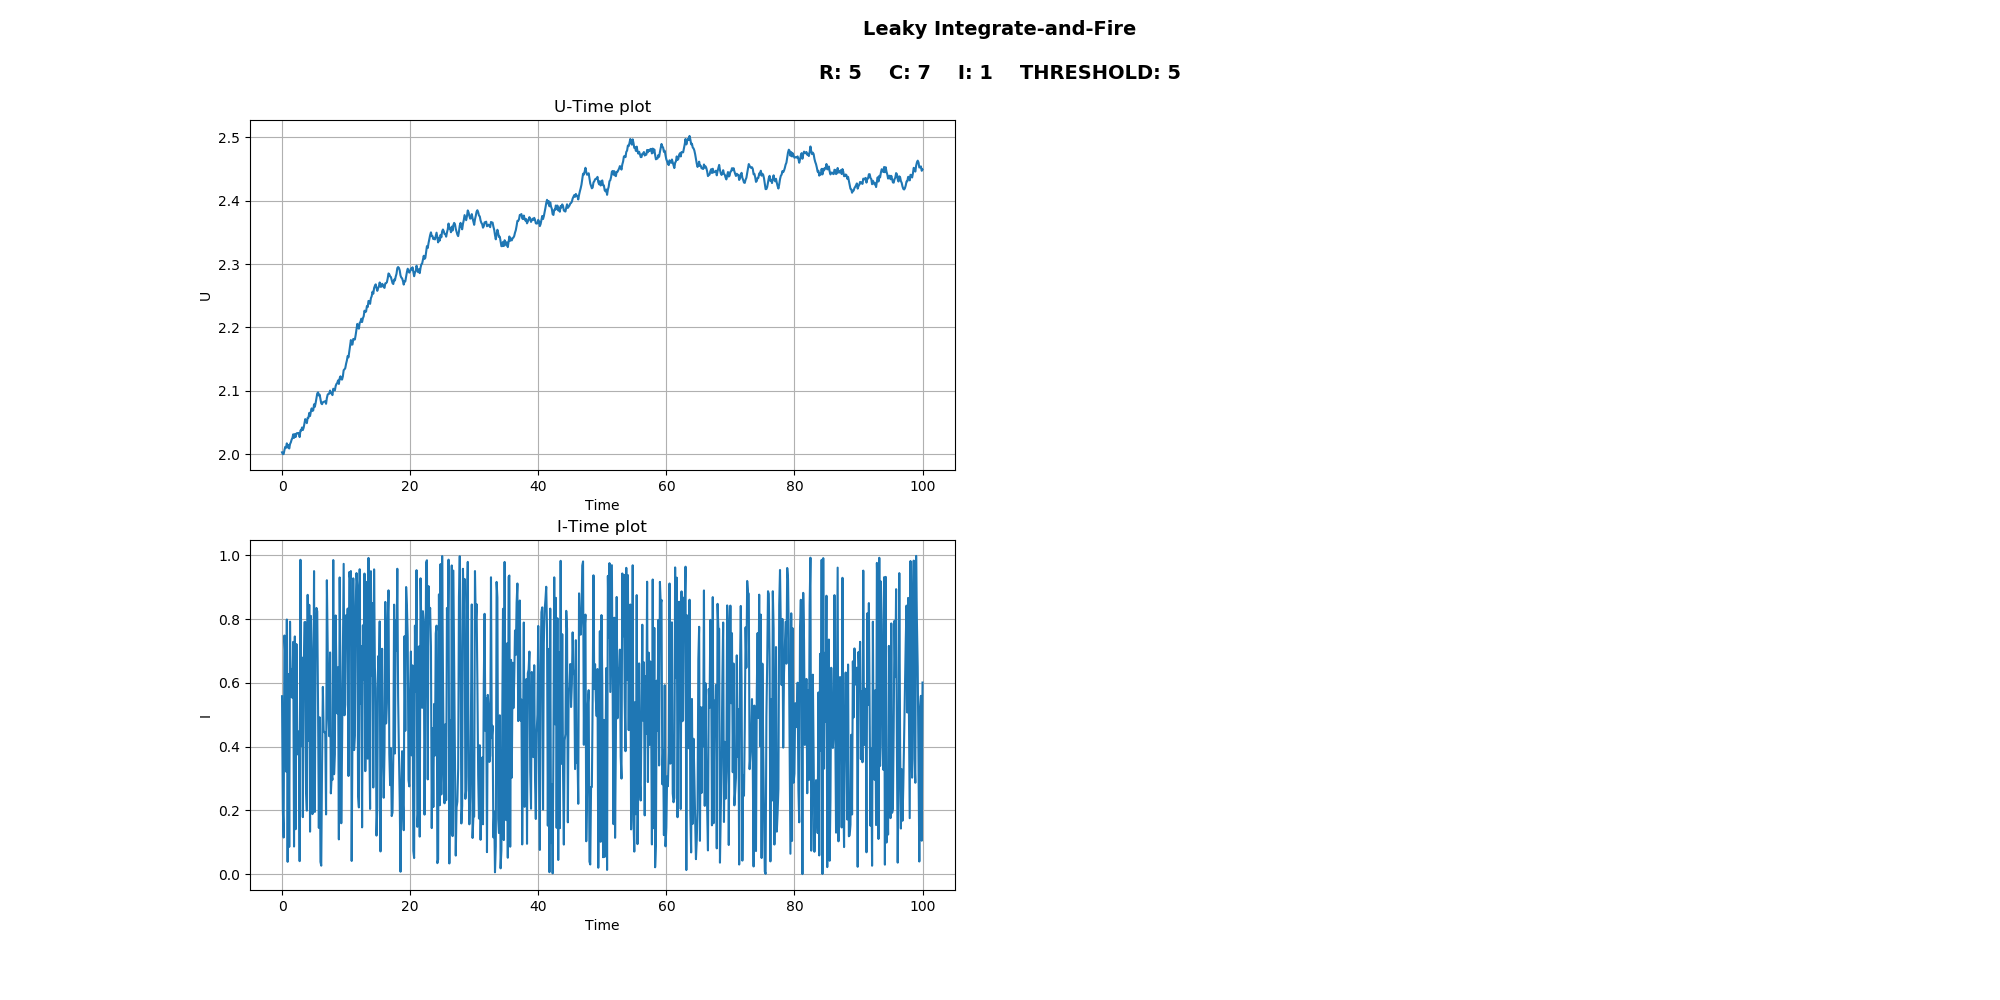 Leaky Integrate-and-Fire
R: 5 C: 7 I: 1 THRESHOLD: 5
U-Time plot
2.5
2.4
2.3
2.2
2.1
2.0
U
0 20 40 60 80 100
Time
I-Time plot
1.0
0.8
0.6
0.4
0.2
0.0
I
0 20 40 60 80 100
Time